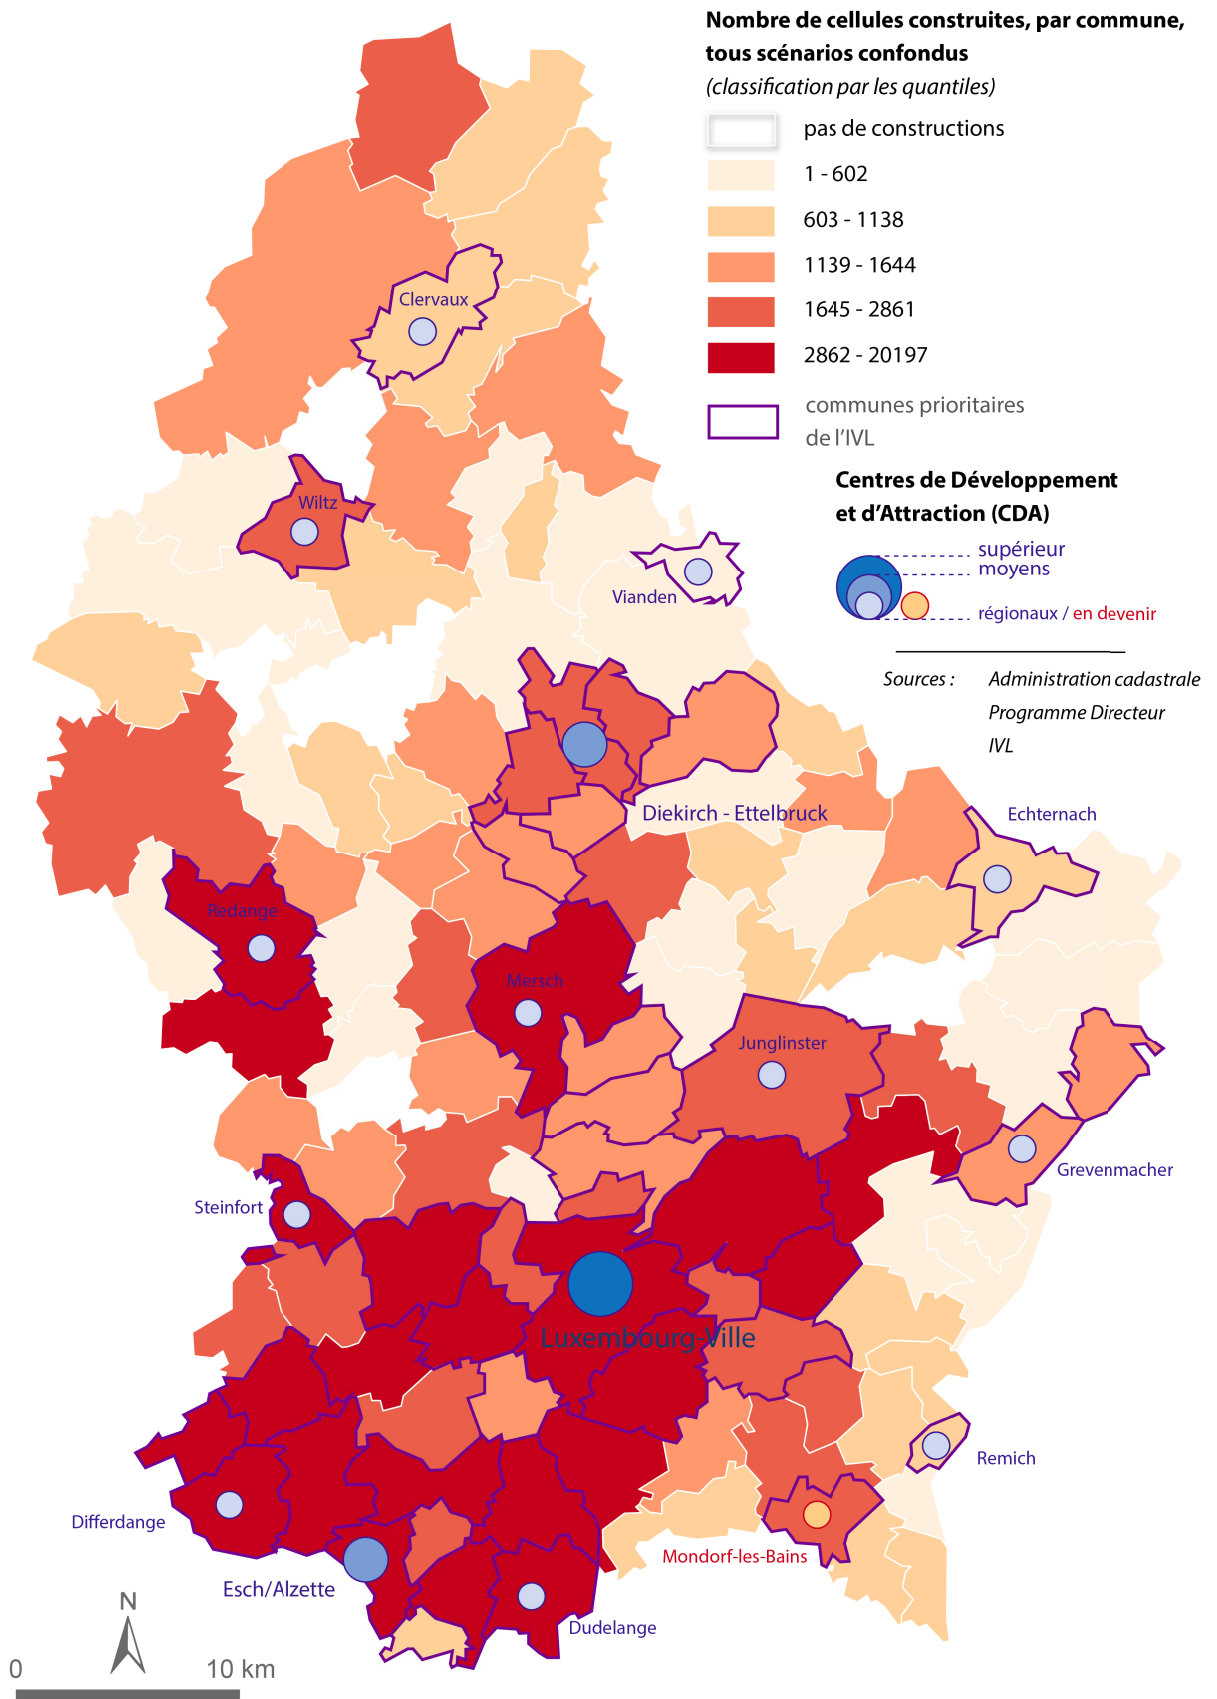 Nombre de cellules construites, par commune,
tous scénarios confondus
(classification par les quantiles)
pas de constructions
1 - 602
603 - 1138
1139 - 1644
1645 - 2861
2862 - 20197
communes prioritaires
de l'IVL
Centres de Développement
et d'Attraction (CDA)
supérieur
moyens
régionaux / en devenir
Sources :
Administration cadastrale
Programme Directeur
IVL
Clervaux
Wiltz
Vianden
Diekirch - Ettelbruck
Echternach
Redange
Mersch
Junglinster
Grevenmacher
Steinfort
Luxembourg-Ville
Remich
Differdange
Mondorf-les-Bains
Esch/Alzette
Dudelange
N
0
10 km